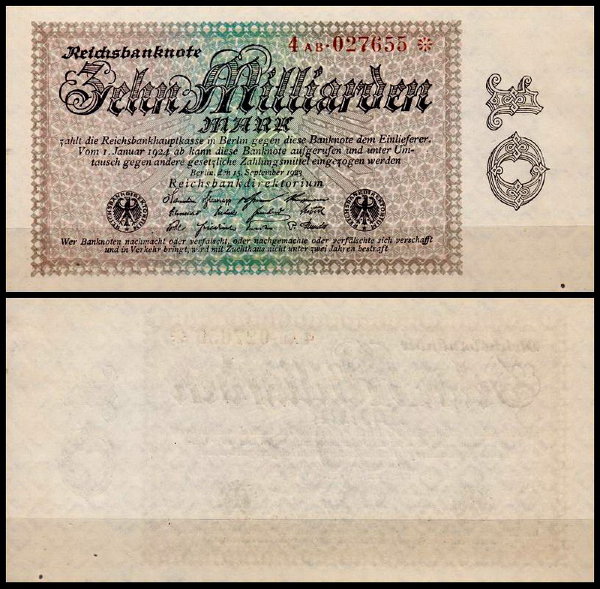 Reichsbanknote
4 AB·027655 *
Zehn Milliarden
MARK
zahlt die Reichsbankhauptkasse in Berlin gegen diese Banknote dem Einlieferer.
Vom 1. Januar 1924 ab kann diese Banknote aufgerufen und unter Um-
tausch gegen andere gesetzliche Zahlungsmittel eingezogen werden
Berlin, den 15. September 1923
Reichsbankdirektorium
REICHSBANKDIREKTORIUM
REICHSBANKDIREKTORIUM
Wer Banknoten nachmacht oder verfälscht, oder nachgemachte oder verfälschte sich verschafft
und in Verkehr bringt, wird mit Zuchthaus nicht unter zwei Jahren bestraft
10